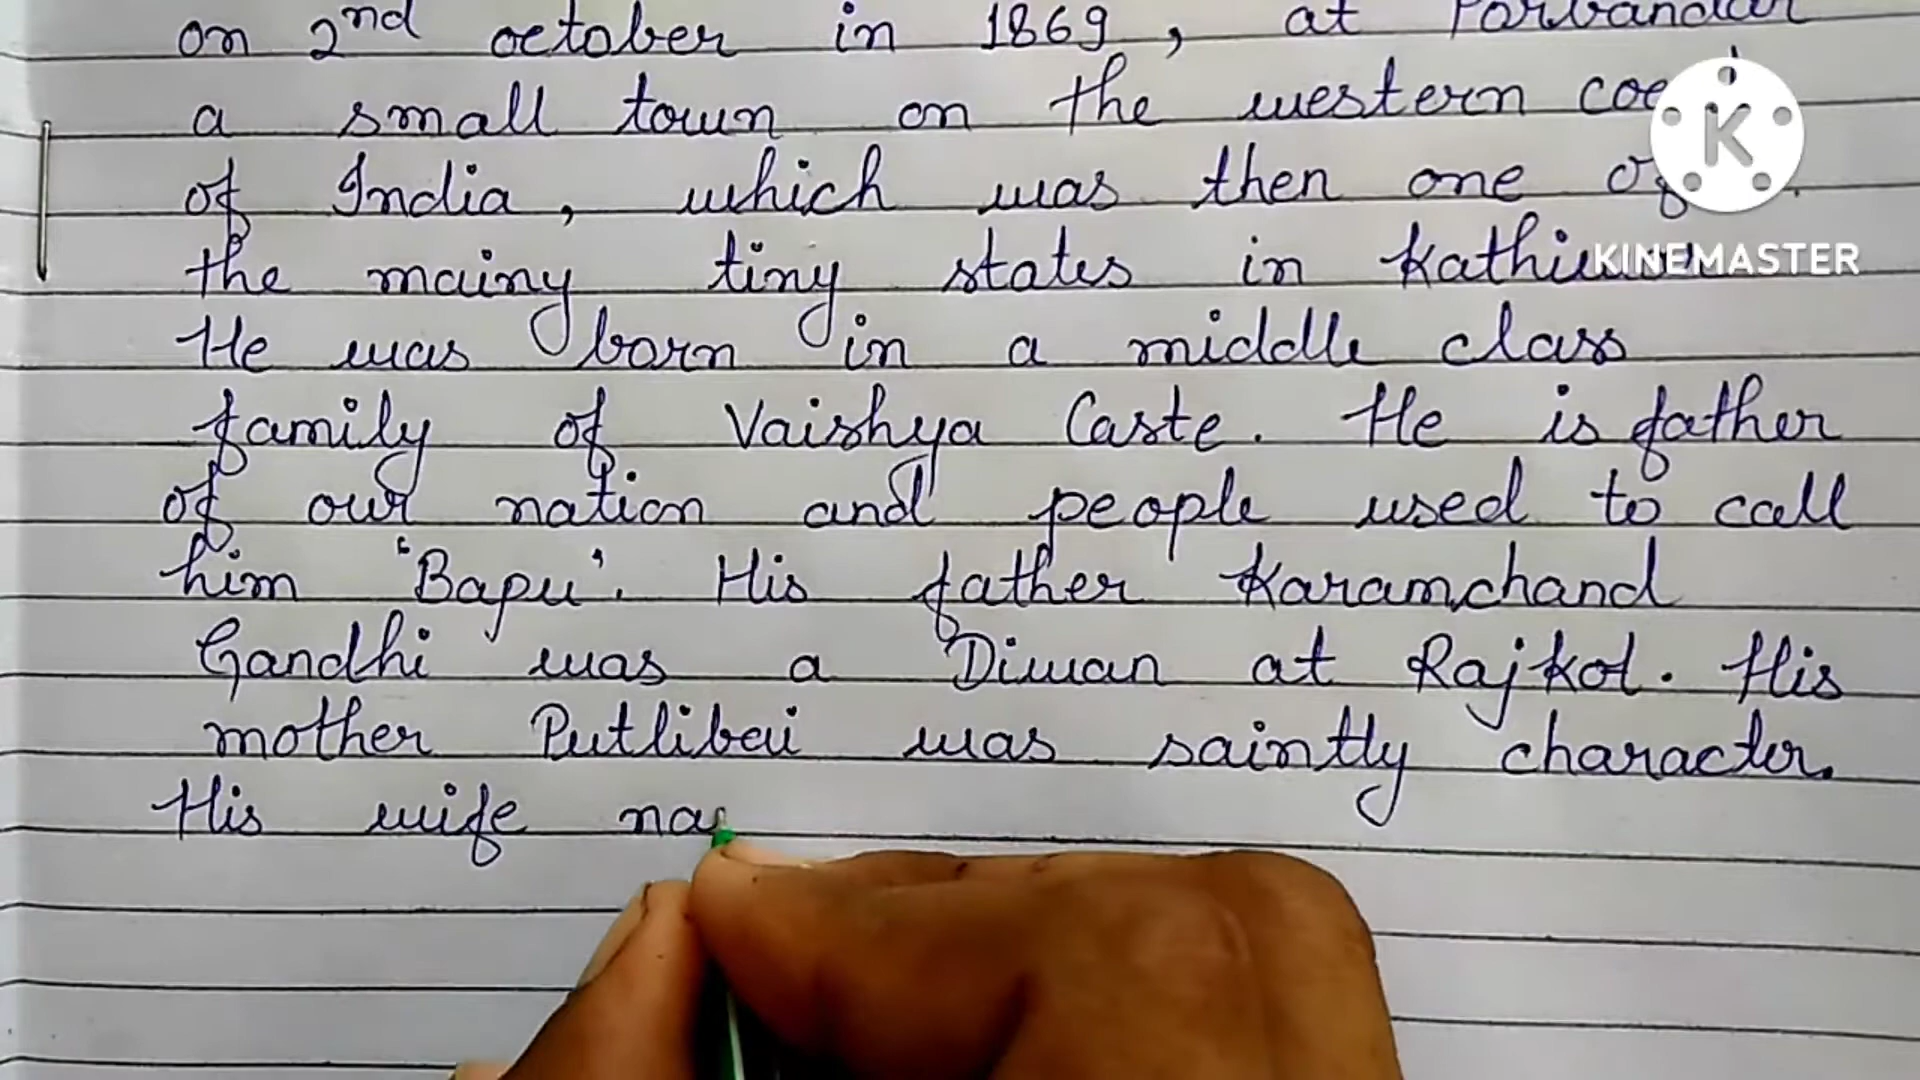 on 2nd october in 1869, at Porbandar
a small town on the western
of India, which was then one of
the mainy tiny states in
He was born in a middle class
family of Vaishya Caste. He is father
of our nation and people used to call
him 'Bapu'. His father Karamchand
Gandhi was a Diwan at Rajkot. His
mother Putlibai was saintly character.
His wife
K
KINEMASTER